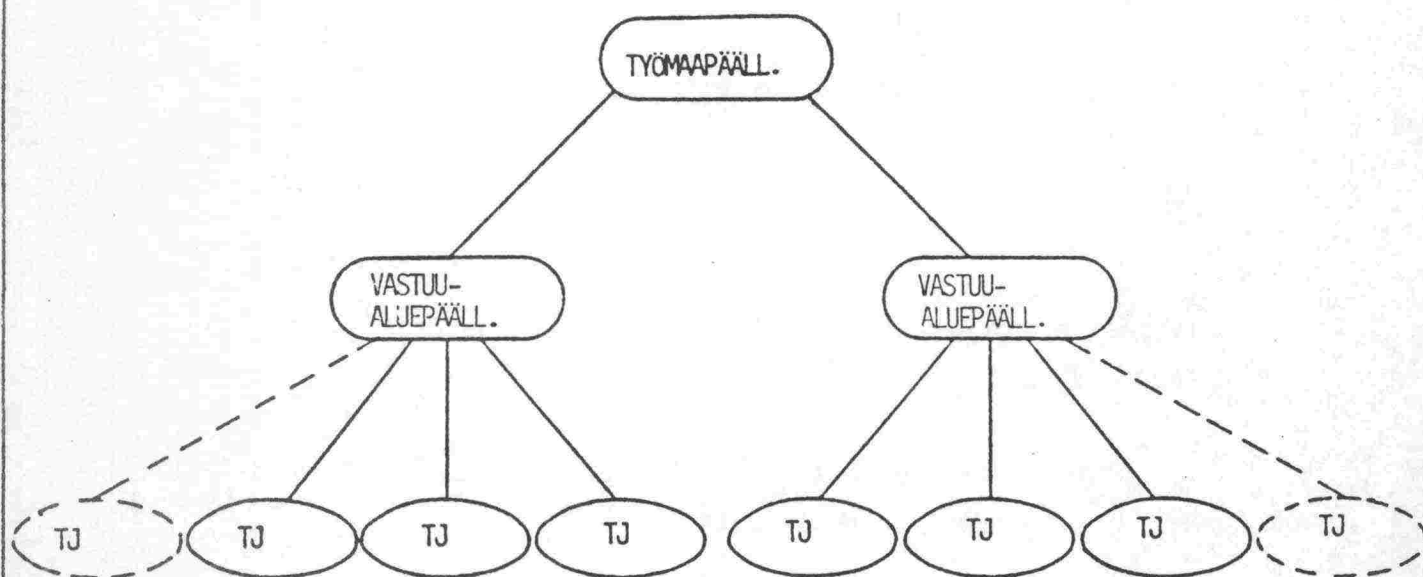 TYÖMAAPÄÄLL.
VASTUU-
ALUEPÄÄLL.
VASTUU-
ALUEPÄÄLL.
TJ
TJ
TJ
TJ
TJ
TJ
TJ
TJ